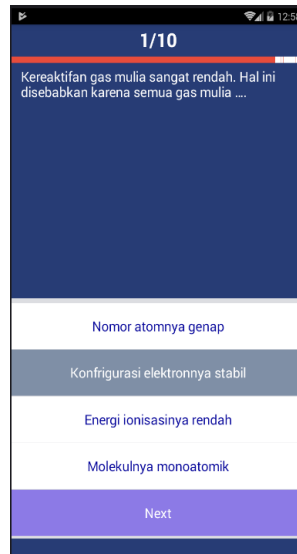 12:58
1/10
Kereaktifan gas mulia sangat rendah. Hal ini
disebabkan karena semua gas mulia ....
Nomor atomnya genap
Konfrigurasi elektronnya stabil
Energi ionisasinya rendah
Molekulnya monoatomik
Next